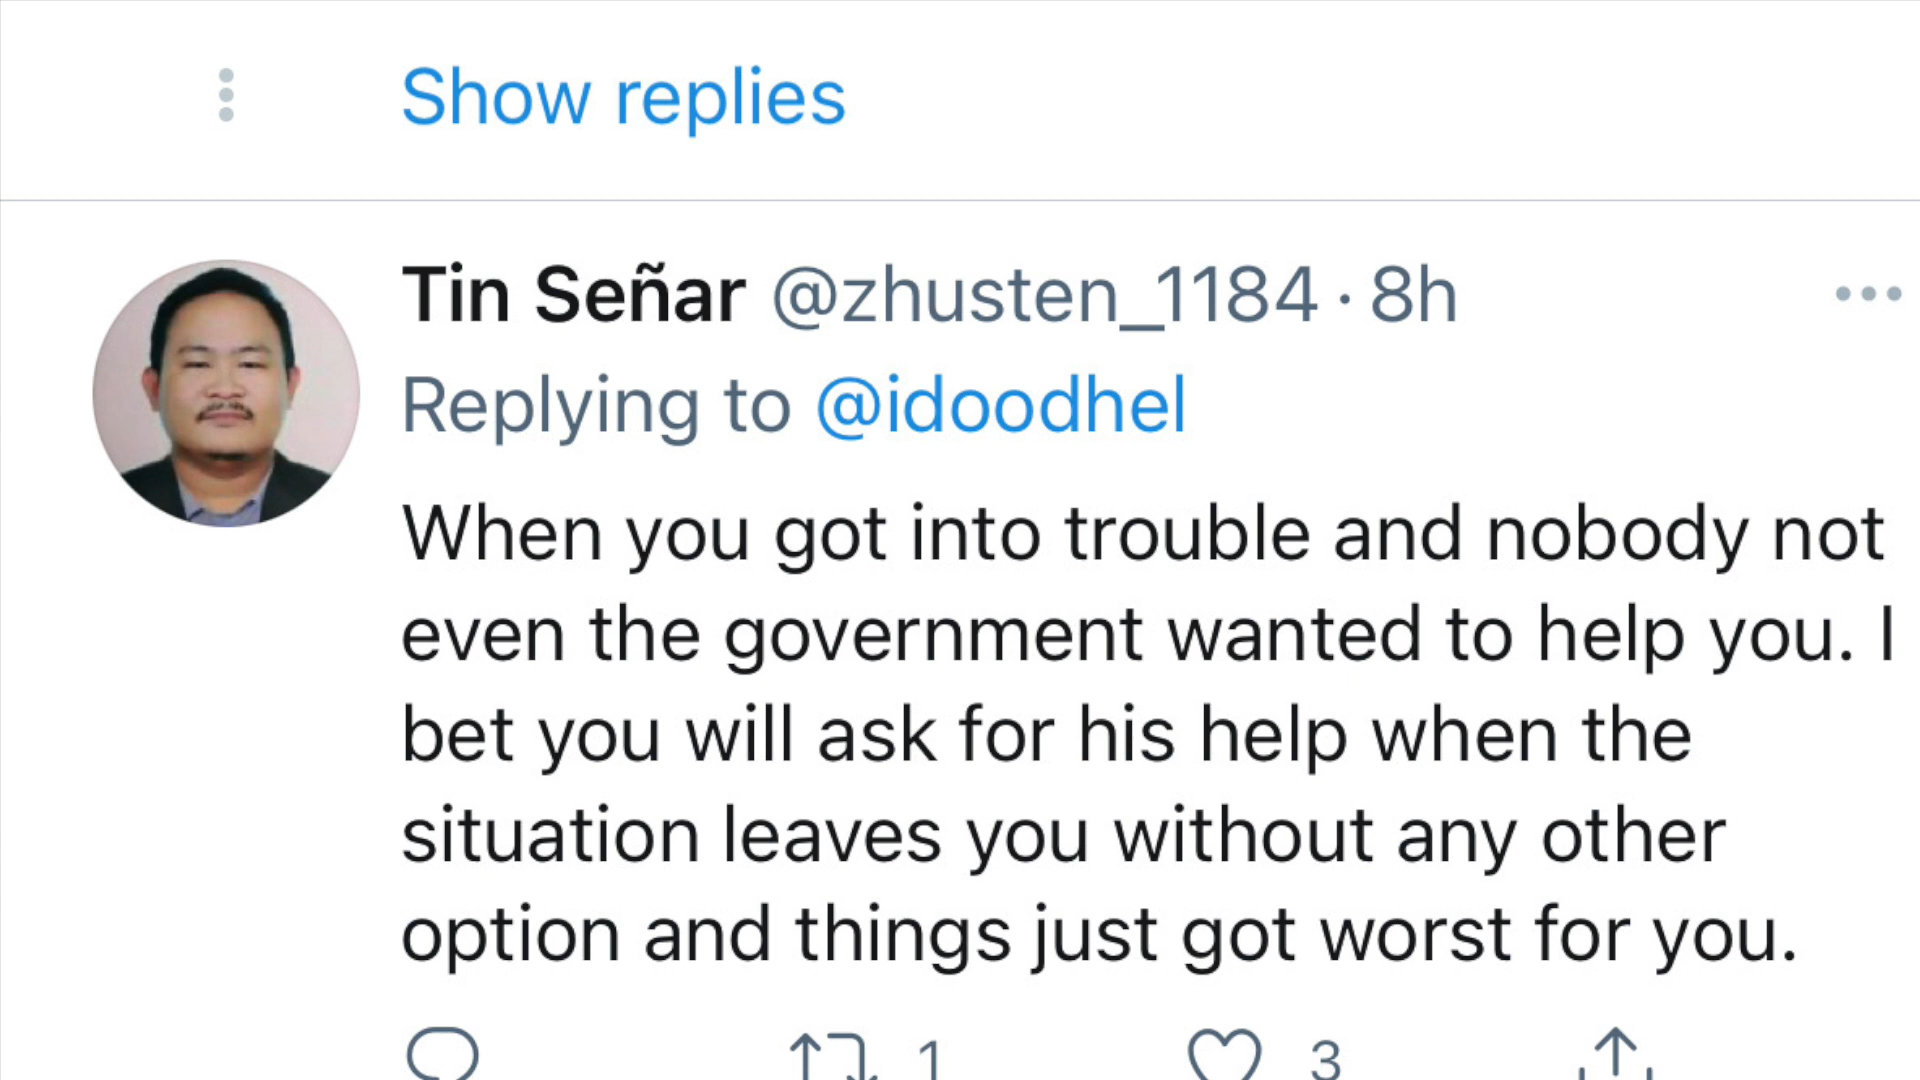 Show replies
Tin Señar @zhusten_1184 · 8h
Replying to @idoodhel
When you got into trouble and nobody not
even the government wanted to help you. I
bet you will ask for his help when the
situation leaves you without any other
option and things just got worst for you.
1 3